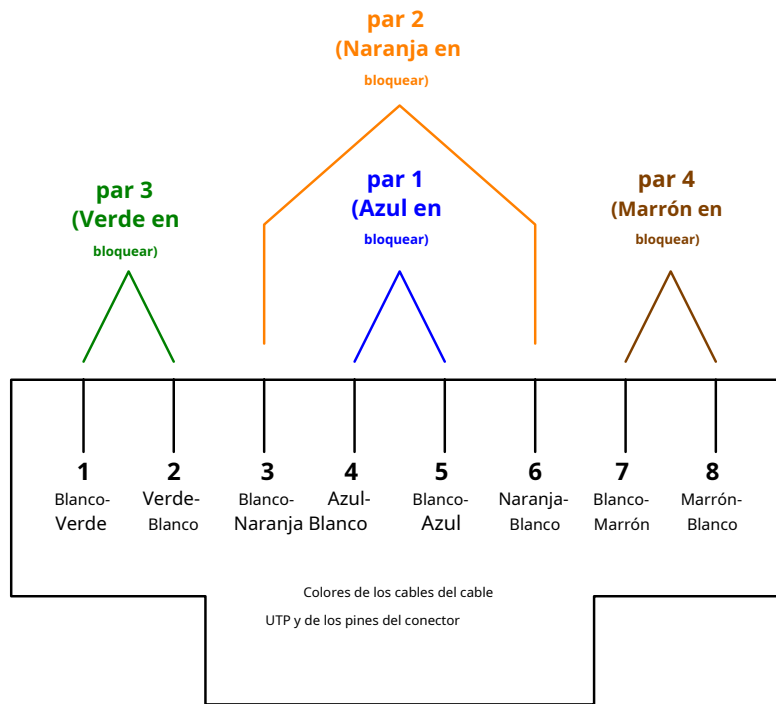 par 2
(Naranja en
bloquear)
par 3
(Verde en
bloquear)
par 1
(Azul en
bloquear)
par 4
(Marrón en
bloquear)
1 2 3 4 5 6 7 8
Blanco- Verde- Blanco- Azul- Blanco- Naranja- Blanco- Marrón-
Verde Blanco Naranja Blanco Azul Blanco Marrón Blanco
Colores de los cables del cable
UTP y de los pines del conector